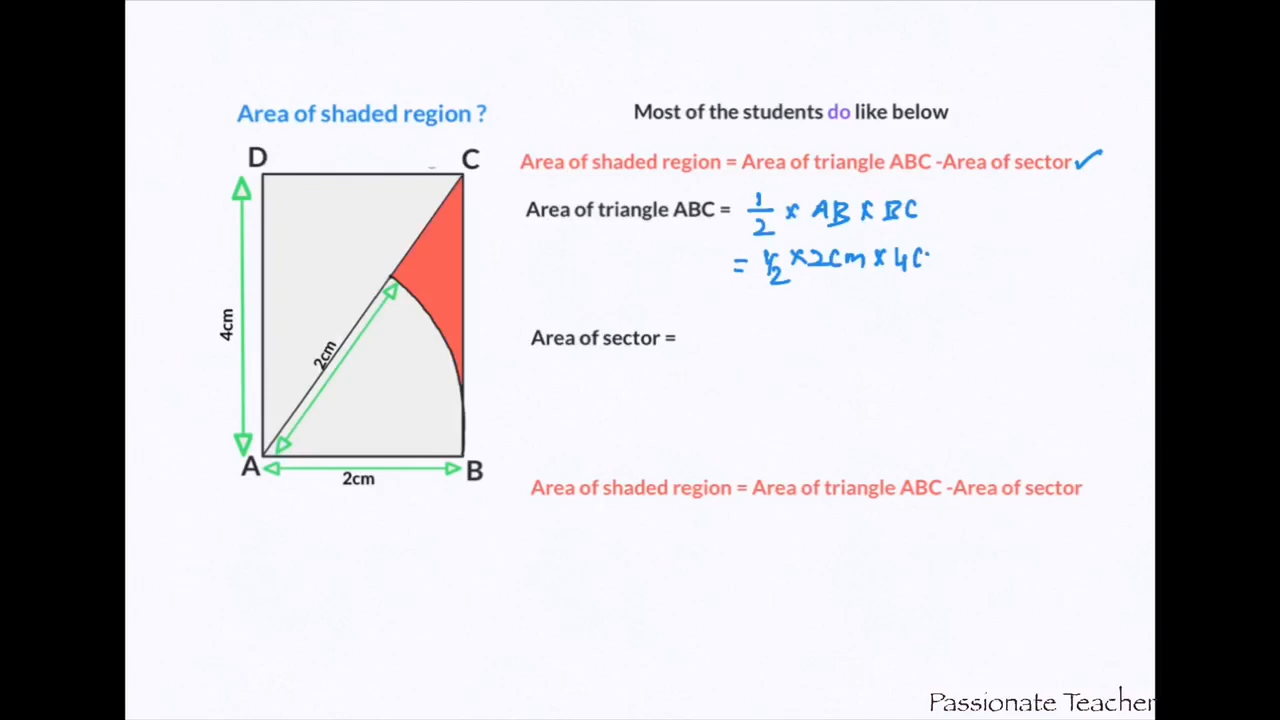 Area of shaded region ?
D
C
4cm
2cm
A
B
2cm
Most of the students do like below
Area of shaded region = Area of triangle ABC -Area of sector ✓
Area of triangle ABC = 1/2 × AB × BC
= 1/2 × 2cm × 4c
Area of sector =
Area of shaded region = Area of triangle ABC -Area of sector
Passionate Teacher